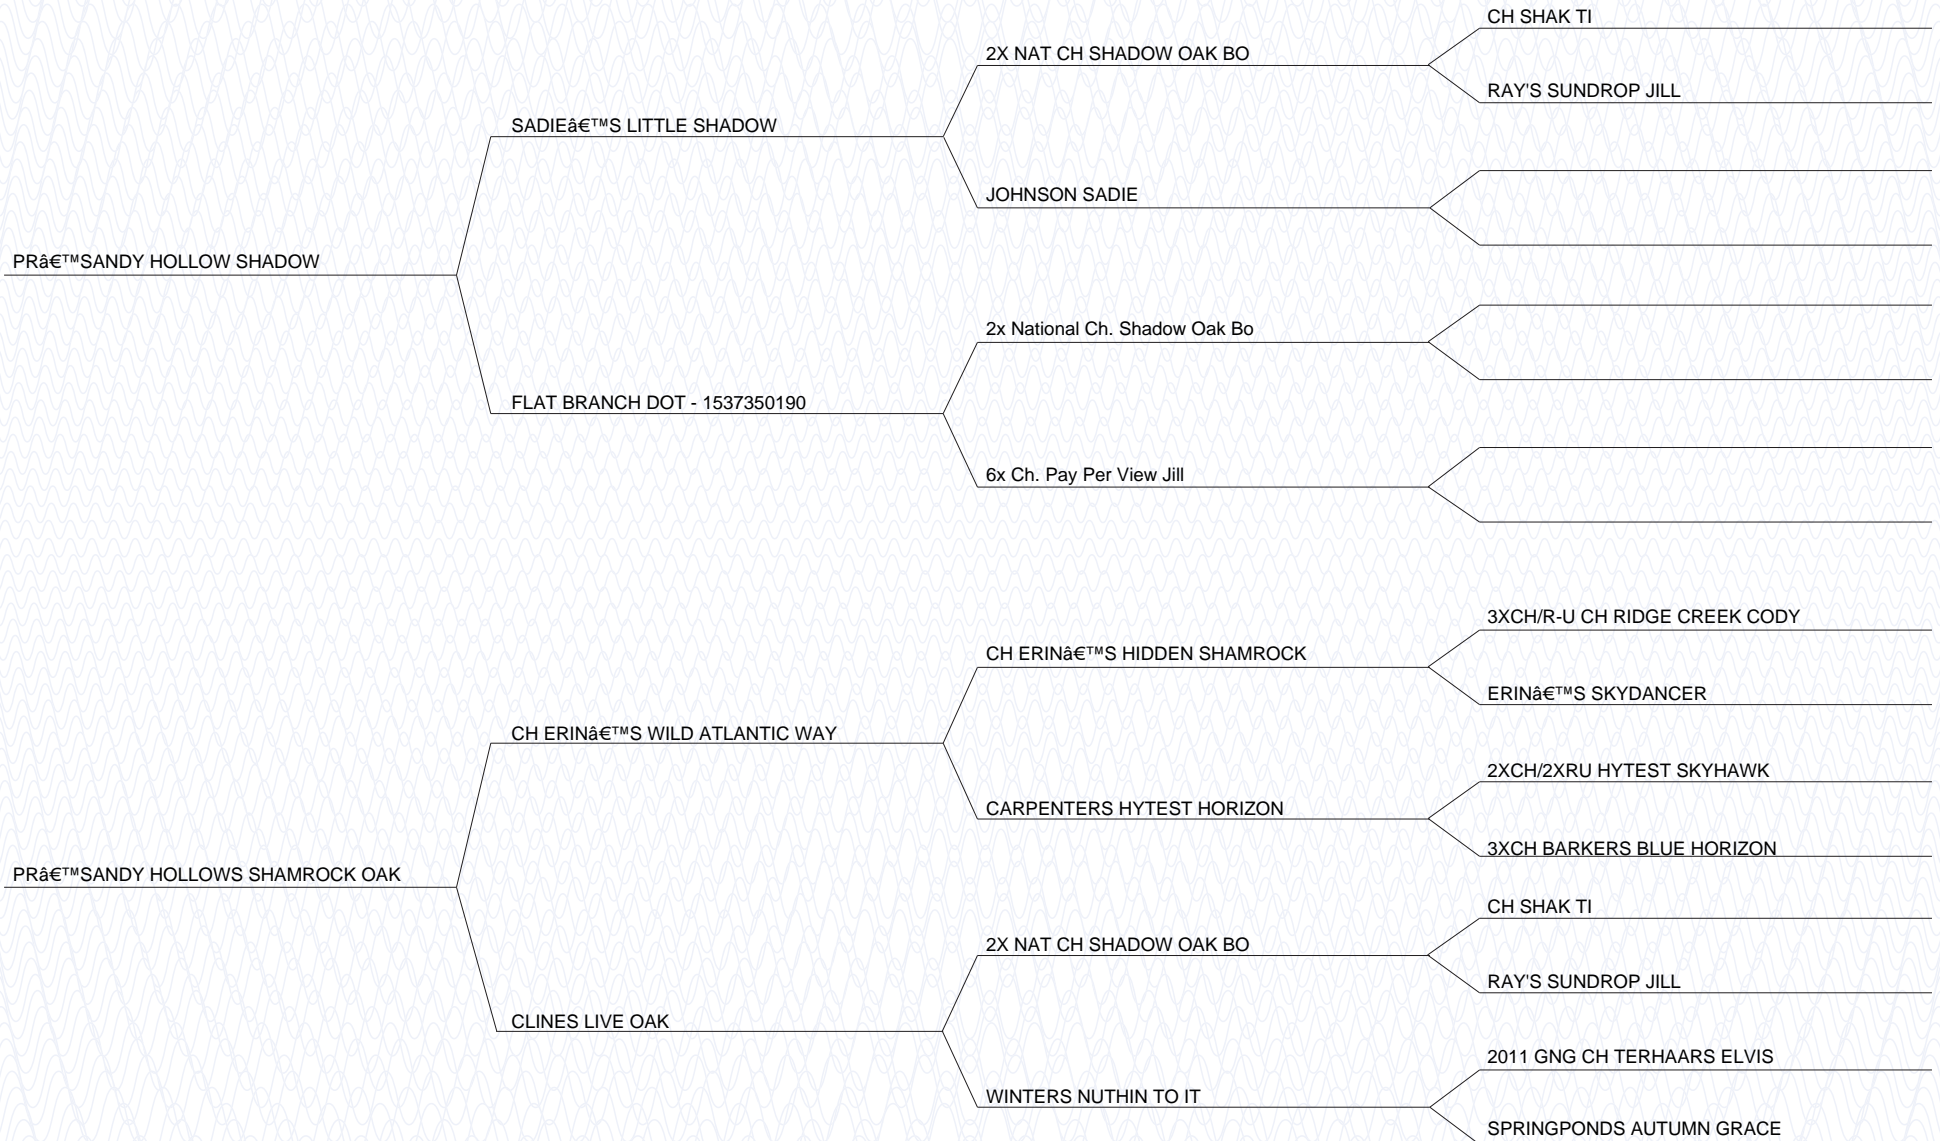 CH SHAK TI
2X NAT CH SHADOW OAK BO
RAY'S SUNDROP JILL
SADIEâ€™S LITTLE SHADOW
JOHNSON SADIE
PRâ€™SANDY HOLLOW SHADOW
2x National Ch. Shadow Oak Bo
FLAT BRANCH DOT - 1537350190
6x Ch. Pay Per View Jill
3XCH/R-U CH RIDGE CREEK CODY
CH ERINâ€™S HIDDEN SHAMROCK
ERINâ€™S SKYDANCER
CH ERINâ€™S WILD ATLANTIC WAY
2XCH/2XRU HYTEST SKYHAWK
CARPENTERS HYTEST HORIZON
3XCH BARKERS BLUE HORIZON
PRâ€™SANDY HOLLOWS SHAMROCK OAK
CH SHAK TI
2X NAT CH SHADOW OAK BO
RAY'S SUNDROP JILL
CLINES LIVE OAK
2011 GNG CH TERHAARS ELVIS
WINTERS NUTHIN TO IT
SPRINGPONDS AUTUMN GRACE